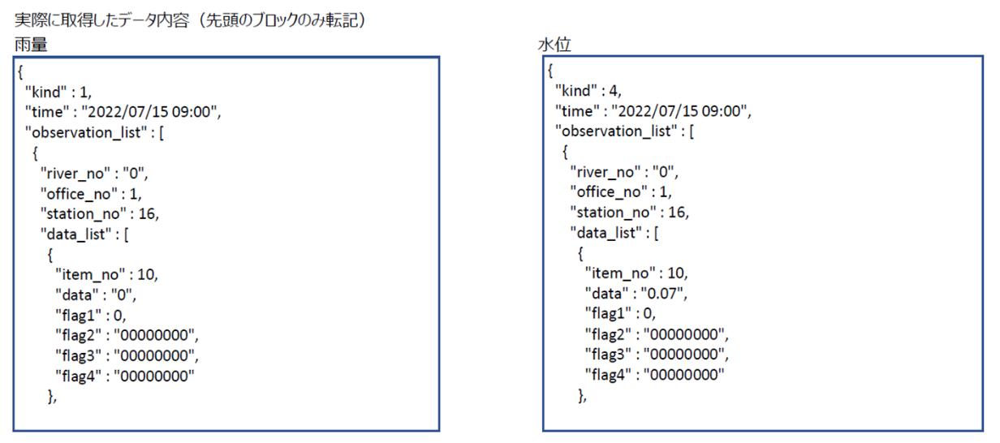 実際に取得したデータ内容（先頭のブロックのみ転記）
雨量
{
"kind" : 1,
"time" : "2022/07/15 09:00",
"observation_list" : [
{
"river_no" : "0",
"office_no" : 1,
"station_no" : 16,
"data_list" : [
{
"item_no" : 10,
"data" : "0",
"flag1" : 0,
"flag2" : "00000000",
"flag3" : "00000000",
"flag4" : "00000000"
},
水位
{
"kind" : 4,
"time" : "2022/07/15 09:00",
"observation_list" : [
{
"river_no" : "0",
"office_no" : 1,
"station_no" : 16,
"data_list" : [
{
"item_no" : 10,
"data" : "0.07",
"flag1" : 0,
"flag2" : "00000000",
"flag3" : "00000000",
"flag4" : "00000000"
},